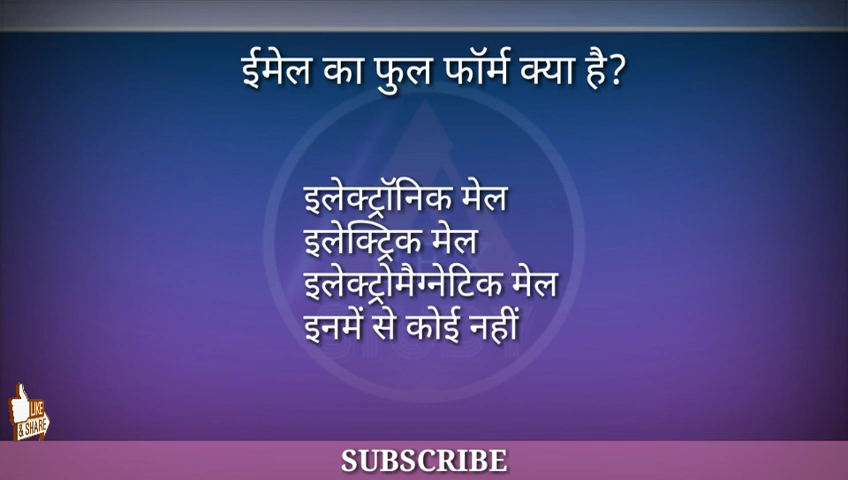 ईमेल का फुल फॉर्म क्या है?
इलेक्ट्रॉनिक मेल
इलेक्ट्रिक मेल
इलेक्ट्रोमैग्नेटिक मेल
इनमें से कोई नहीं
LIKE
& SHARE
SUBSCRIBE